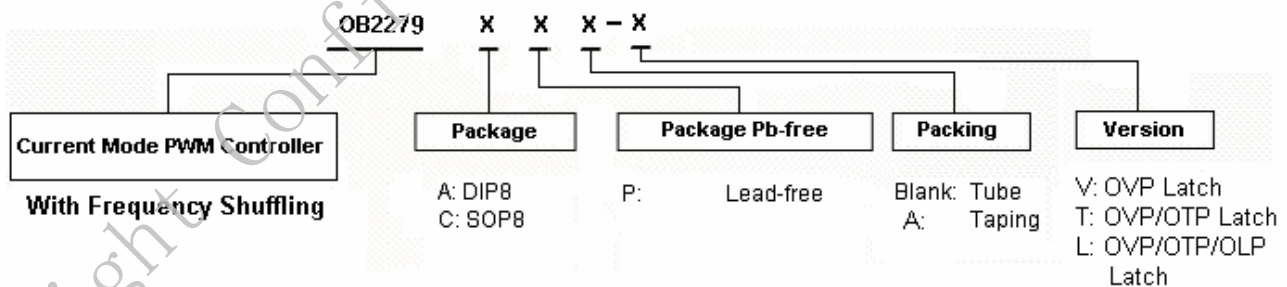 OB2279 X X X - X
Current Mode PWM Controller
With Frequency Shuffling
Package
A: DIP8
C: SOP8
Package Pb-free
P: Lead-free
Packing
Blank: Tube
A: Taping
Version
V: OVP Latch
T: OVP/OTP Latch
L: OVP/OTP/OLP
Latch